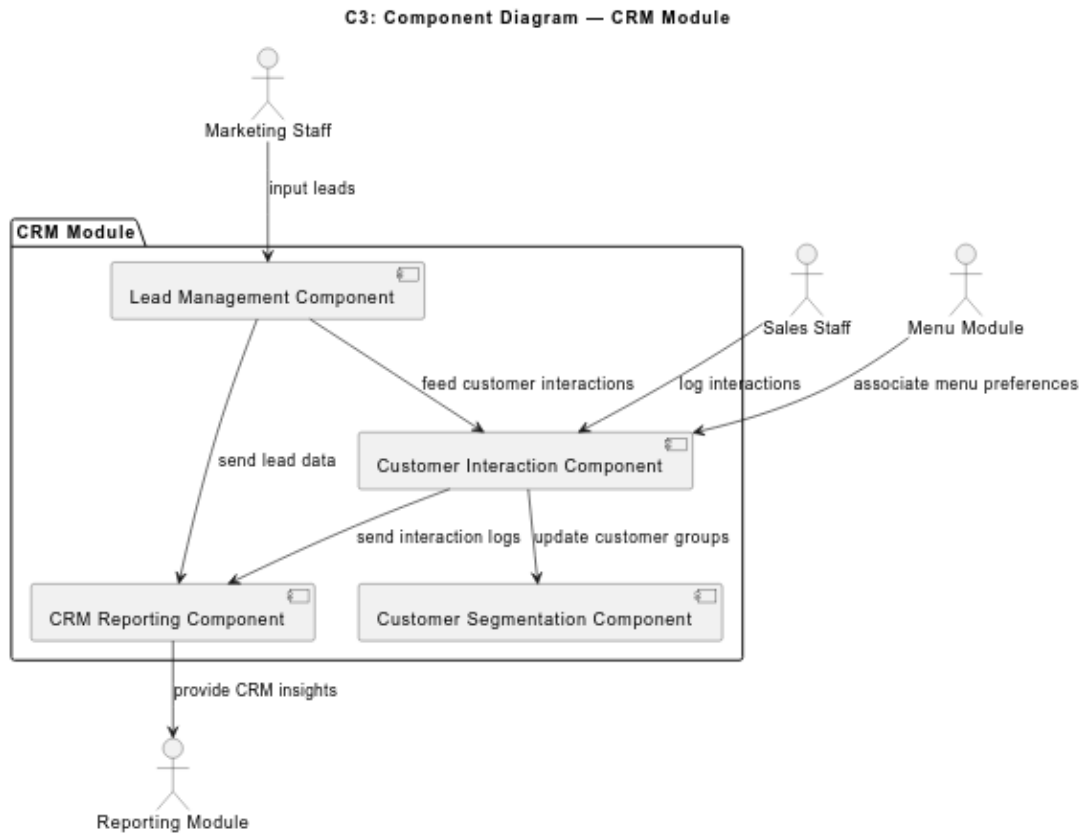 C3: Component Diagram — CRM Module
Marketing Staff
input leads
CRM Module
Lead Management Component
Sales Staff
Menu Module
feed customer interactions
log interactions
associate menu preferences
send lead data
Customer Interaction Component
send interaction logs
update customer groups
CRM Reporting Component
Customer Segmentation Component
provide CRM insights
Reporting Module